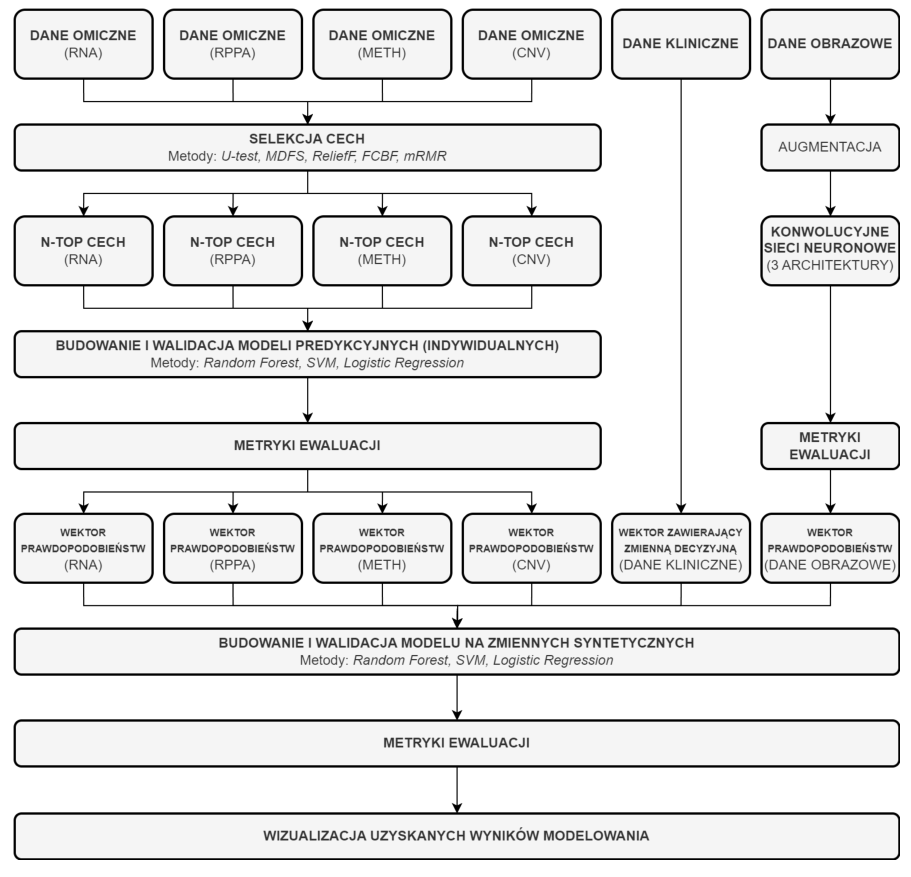 DANE OMICZNE
(RNA)
DANE OMICZNE
(RPPA)
DANE OMICZNE
(METH)
DANE OMICZNE
(CNV)
DANE KLINICZNE
DANE OBRAZOWE
SELEKCJA CECH
Metody: U-test, MDFS, ReliefF, FCBF, mRMR
AUGMENTACJA
N-TOP CECH
(RNA)
N-TOP CECH
(RPPA)
N-TOP CECH
(METH)
N-TOP CECH
(CNV)
KONWOLUCYJNE
SIECI NEURONOWE
(3 ARCHITEKTURY)
BUDOWANIE I WALIDACJA MODELI PREDYKCYJNYCH (INDYWIDUALNYCH)
Metody: Random Forest, SVM, Logistic Regression
METRYKI EWALUACJI
METRYKI
EWALUACJI
WEKTOR
PRAWDOPODOBIEŃSTW
(RNA)
WEKTOR
PRAWDOPODOBIEŃSTW
(RPPA)
WEKTOR
PRAWDOPODOBIEŃSTW
(METH)
WEKTOR
PRAWDOPODOBIEŃSTW
(CNV)
WEKTOR ZAWIERAJĄCY
ZMIENNĄ DECYZYJNĄ
(DANE KLINICZNE)
WEKTOR
PRAWDOPODOBIEŃSTW
(DANE OBRAZOWE)
BUDOWANIE I WALIDACJA MODELU NA ZMIENNYCH SYNTETYCZNYCH
Metody: Random Forest, SVM, Logistic Regression
METRYKI EWALUACJI
WIZUALIZACJA UZYSKANYCH WYNIKÓW MODELOWANIA